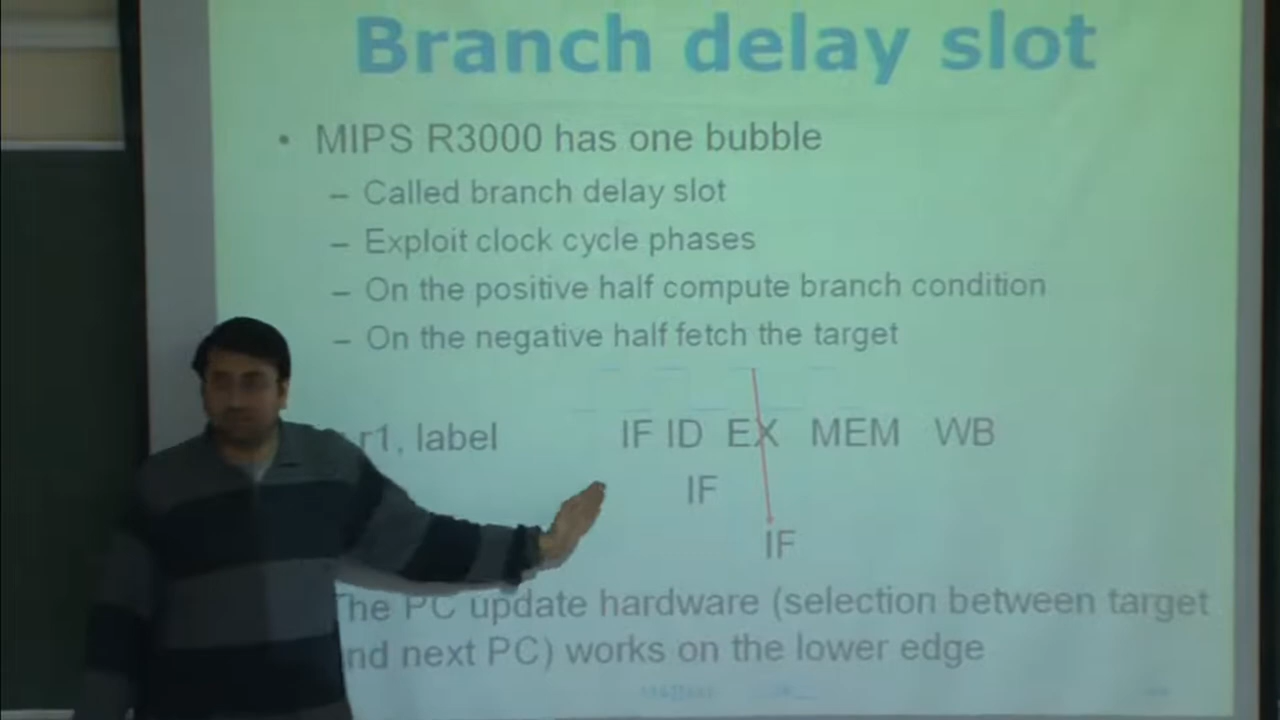 Branch delay slot
• MIPS R3000 has one bubble
– Called branch delay slot
– Exploit clock cycle phases
– On the positive half compute branch condition
– On the negative half fetch the target
r1, label IF ID EX MEM WB
IF
IF
The PC update hardware (selection between target
nd next PC) works on the lower edge